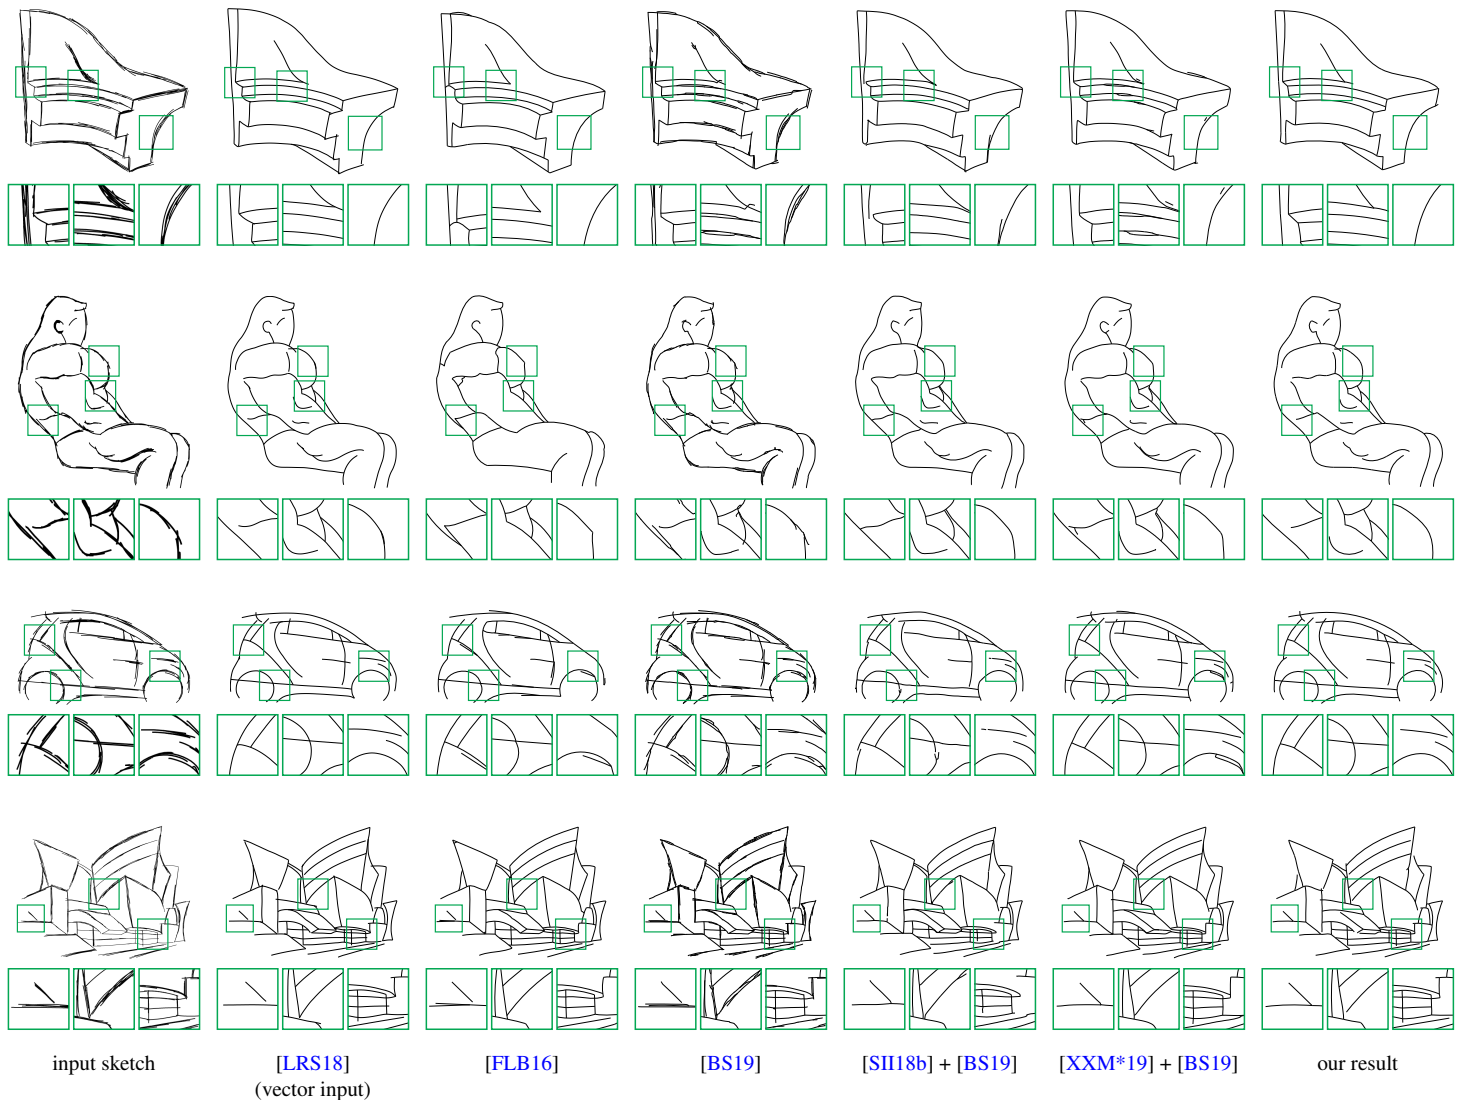 input sketch
[LRS18]
(vector input)
[FLB16]
[BS19]
[SII18b] + [BS19]
[XXM*19] + [BS19]
our result